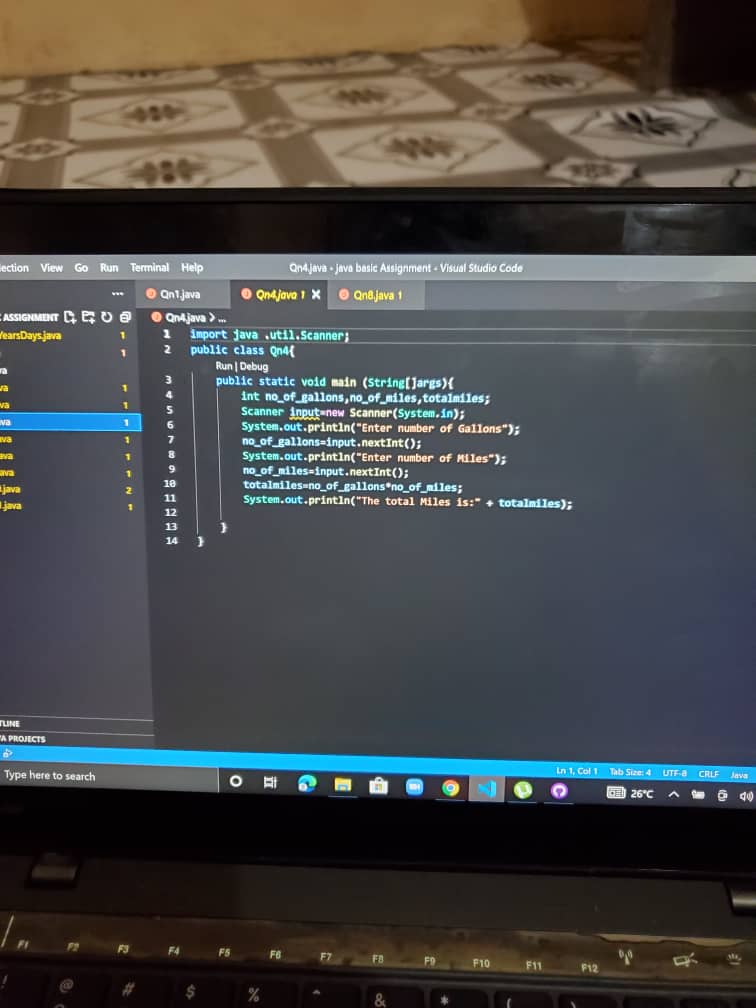 ection View Go Run Terminal Help Qn4.java - java basic Assignment - Visual Studio Code
Qn1.java Qn4.java 1 Qn8.java 1
ASSIGNMENT
Qn4.java > ...
YearsDays.java 1
1
va
va 1
va 1
va 1
va 1
ava 1
ava 1
.java 2
.java 1
1 import java .util.Scanner;
2 public class Qn4{
Run | Debug
3 public static void main (String[]args){
4 int no_of_gallons,no_of_miles,totalmiles;
5 Scanner input=new Scanner(System.in);
6 System.out.println("Enter number of Gallons");
7 no_of_gallons=input.nextInt();
8 System.out.println("Enter number of Miles");
9 no_of_miles=input.nextInt();
10 totalmiles=no_of_gallons*no_of_miles;
11 System.out.println("The total Miles is:" + totalmiles);
12
13 }
14 }
TLINE
A PROJECTS
Ln 1, Col 1 Tab Size: 4 UTF-8 CRLF Java
Type here to search
26°C
F1 F2 F3 F4 F5 F6 F7 F8 F9 F10 F11 F12
! @ # $ % ^ & * (